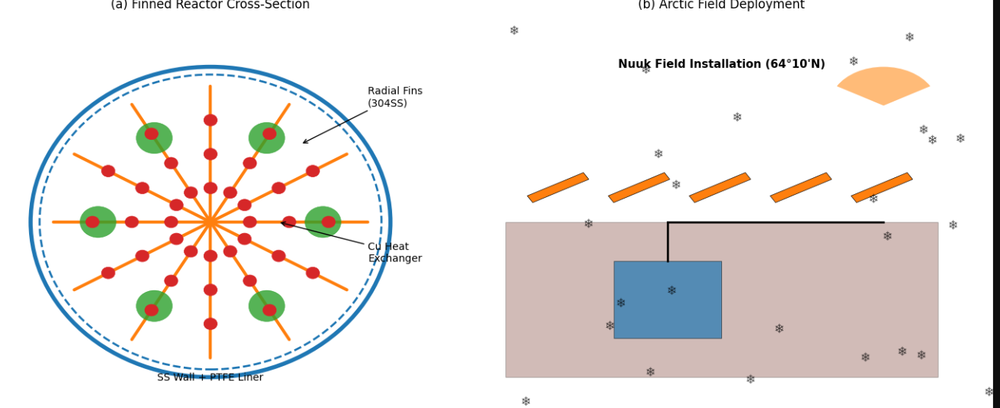 (a) Finned Reactor Cross-Section
Radial Fins
(304SS)
Cu Heat
Exchanger
SS Wall + PTFE Liner
(b) Arctic Field Deployment
Nuuk Field Installation (64°10'N)